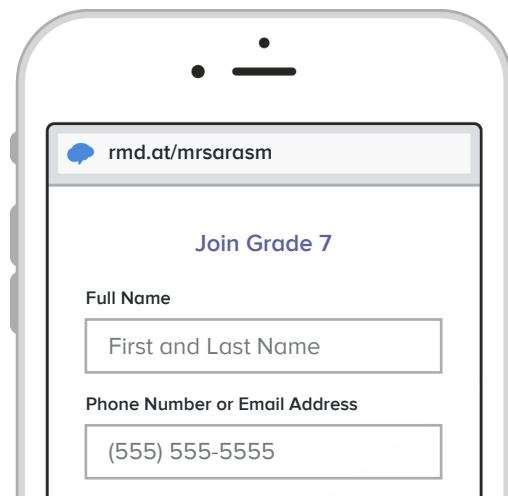 rmd.at/mrsarasm
Join Grade 7
Full Name
First and Last Name
Phone Number or Email Address
(555) 555-5555